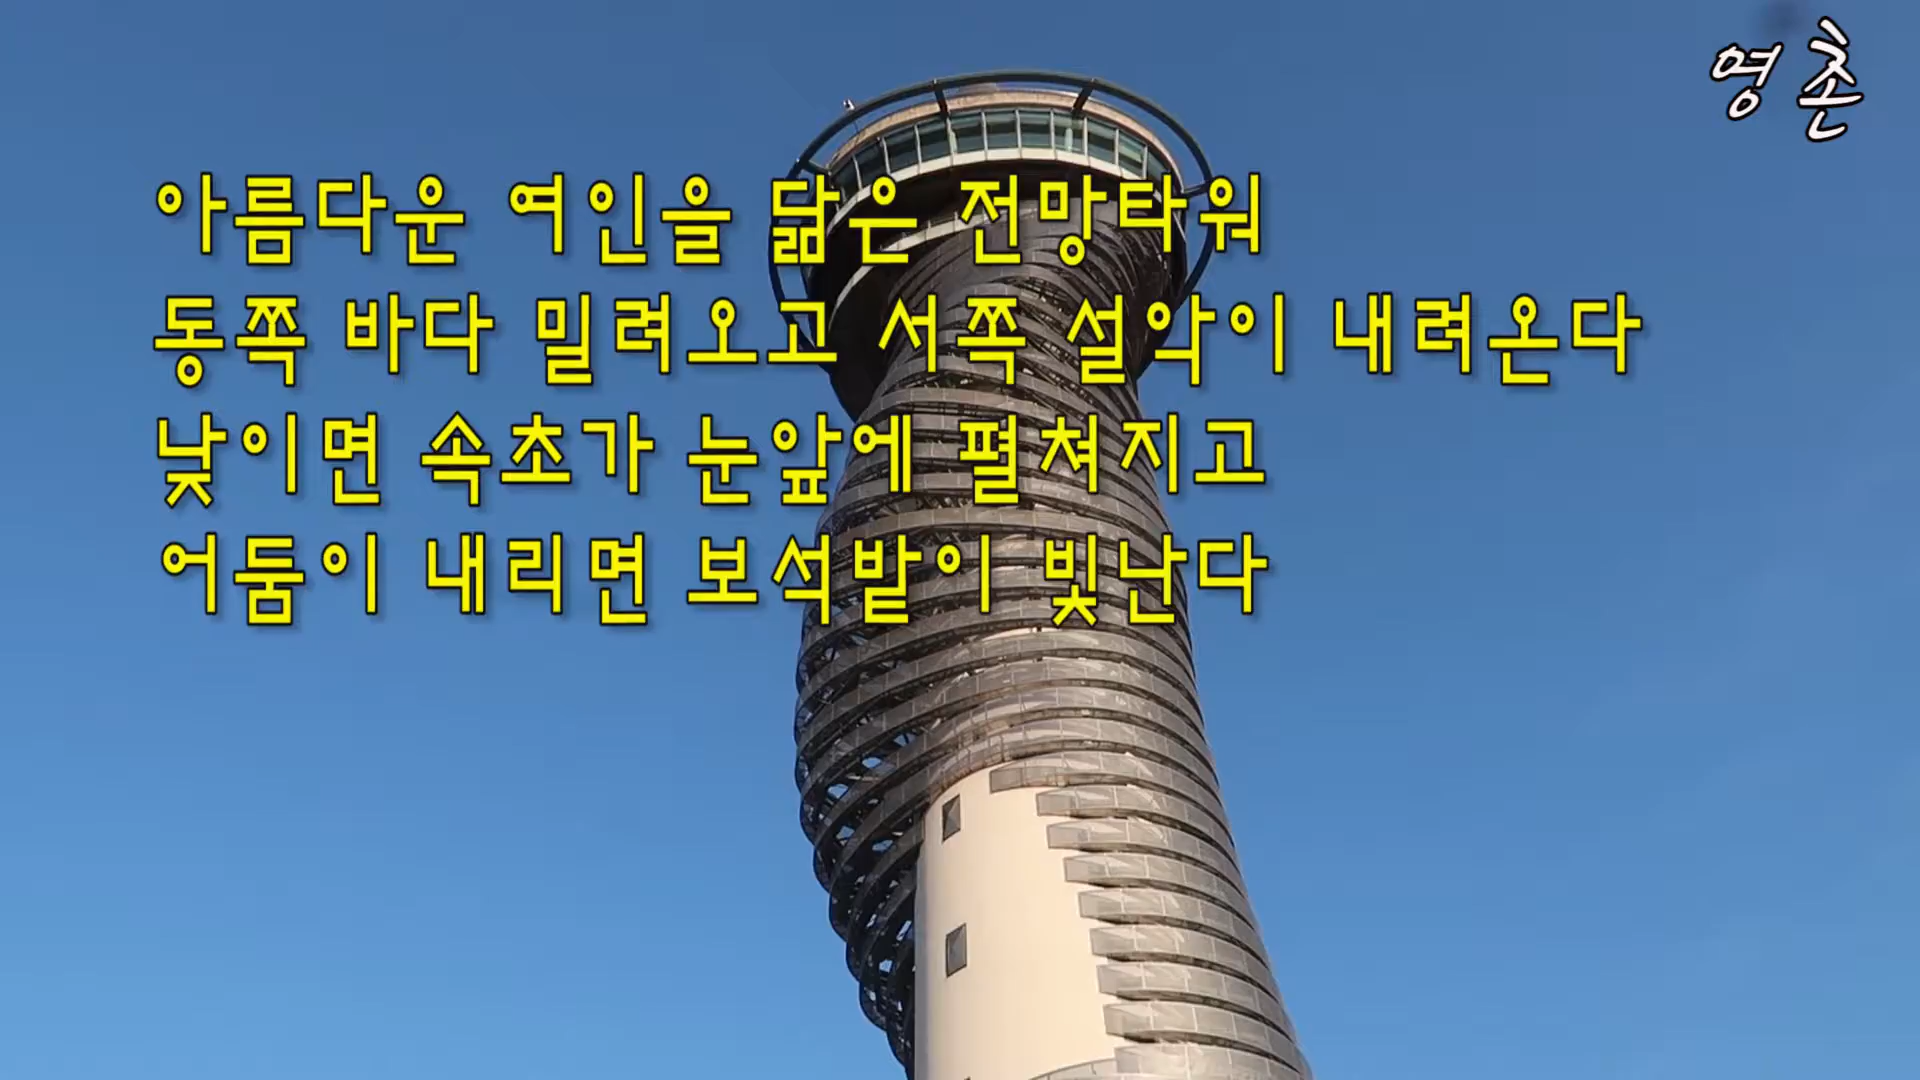 영촌
아름다운 여인을 닮은 전망타워
동쪽 바다 밀려오고 서쪽 설악이 내려온다
낮이면 속초가 눈앞에 펼쳐지고
어둠이 내리면 보석밭이 빛난다